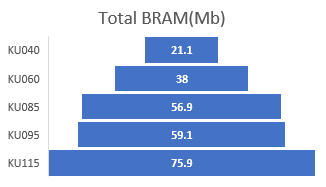 Total BRAM(Mb)
KU040 21.1
KU060 38
KU085 56.9
KU095 59.1
KU115 75.9